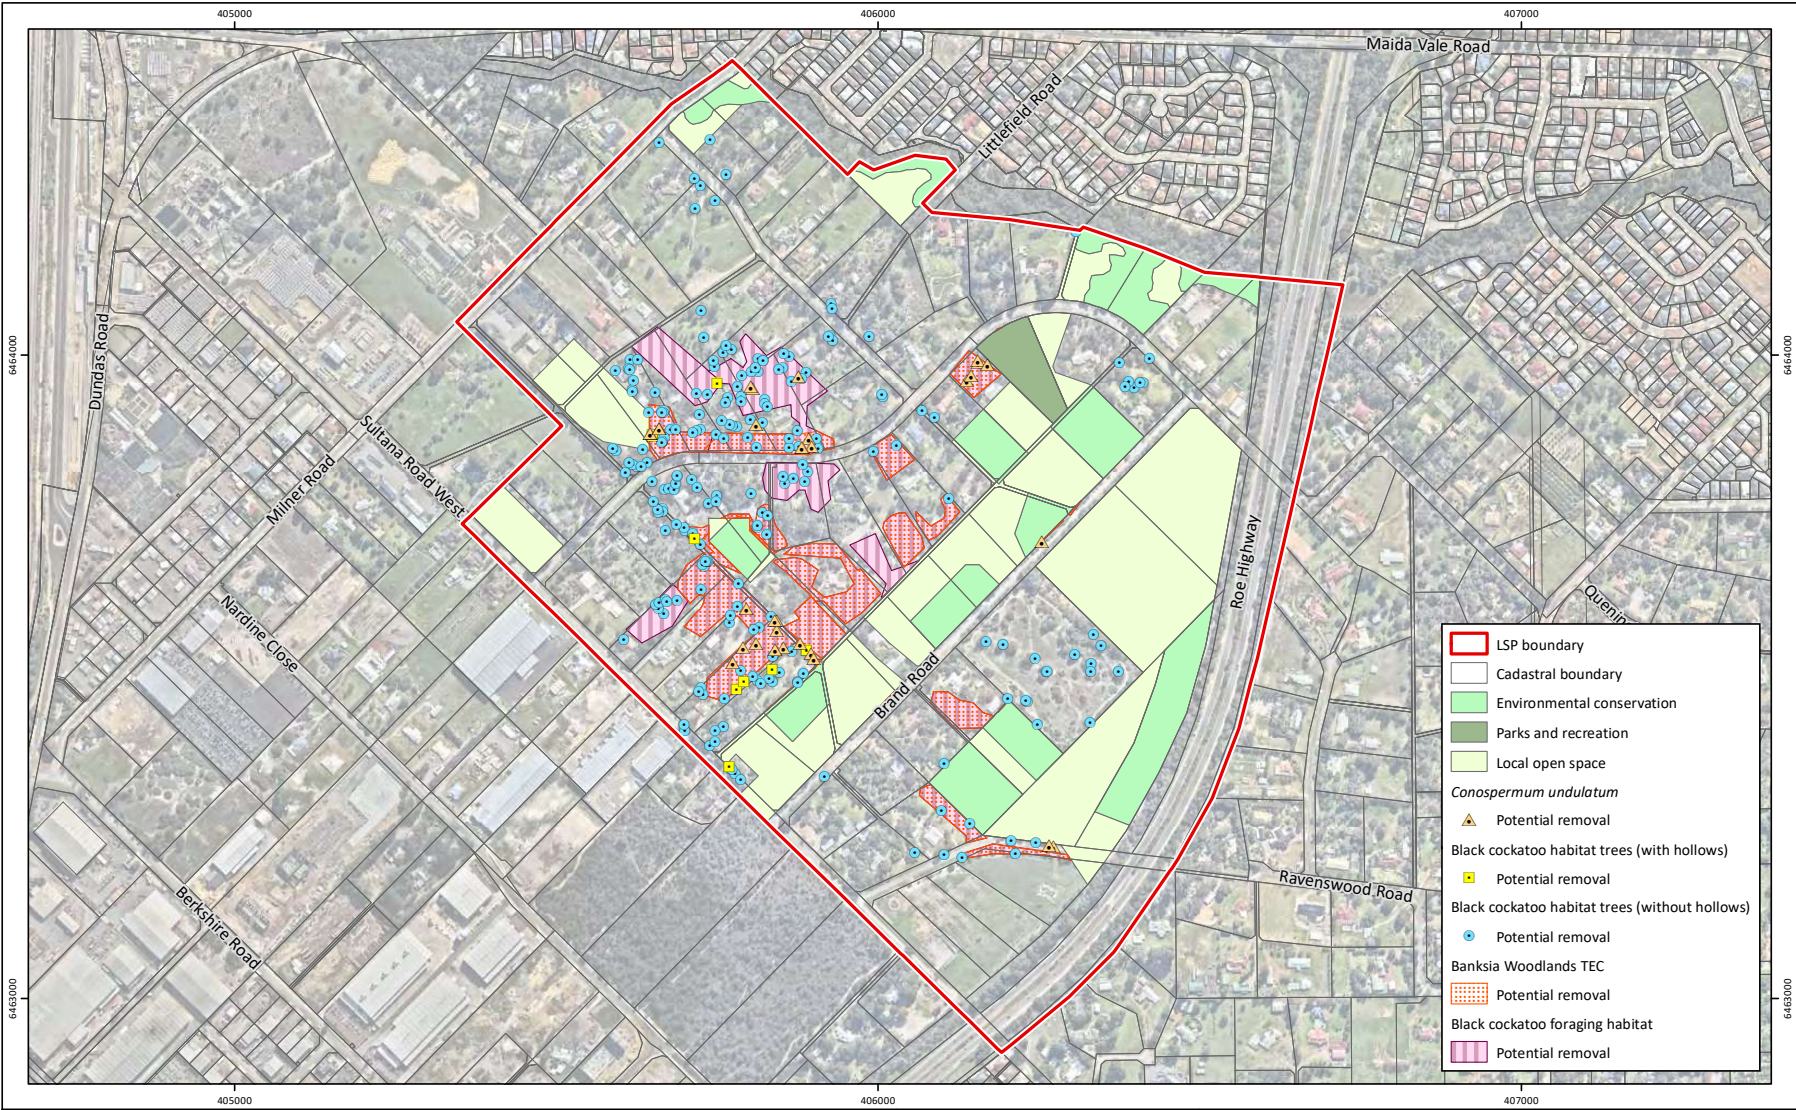 405000
406000
407000
Maida Vale Road
Littlefield Road
6464000
6464000
Dundas Road
Sultana Road West
Milner Road
Roe Highway
Nardine Close
Brand Road
Quenin
Ravenswood Road
Berkshire Road
6463000
6463000
LSP boundary
Cadastral boundary
Environmental conservation
Parks and recreation
Local open space
Conospermum undulatum
Potential removal
Black cockatoo habitat trees (with hollows)
Potential removal
Black cockatoo habitat trees (without hollows)
Potential removal
Banksia Woodlands TEC
Potential removal
Black cockatoo foraging habitat
Potential removal
405000
406000
407000